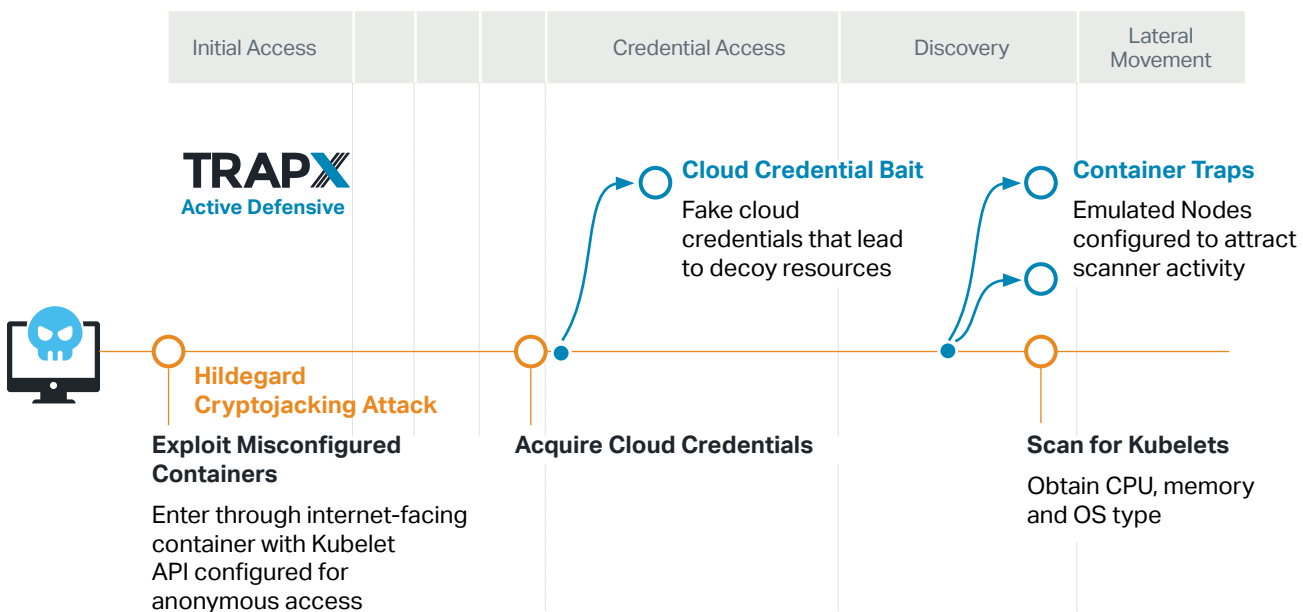 Initial Access
Credential Access
Discovery
Lateral
Movement
TRAPX
Active Defensive
Cloud Credential Bait
Fake cloud
credentials that lead
to decoy resources
Container Traps
Emulated Nodes
configured to attract
scanner activity
Hildegard
Cryptojacking Attack
Exploit Misconfigured
Containers
Enter through internet-facing
container with Kubelet
API configured for
anonymous access
Acquire Cloud Credentials
Scan for Kubelets
Obtain CPU, memory
and OS type